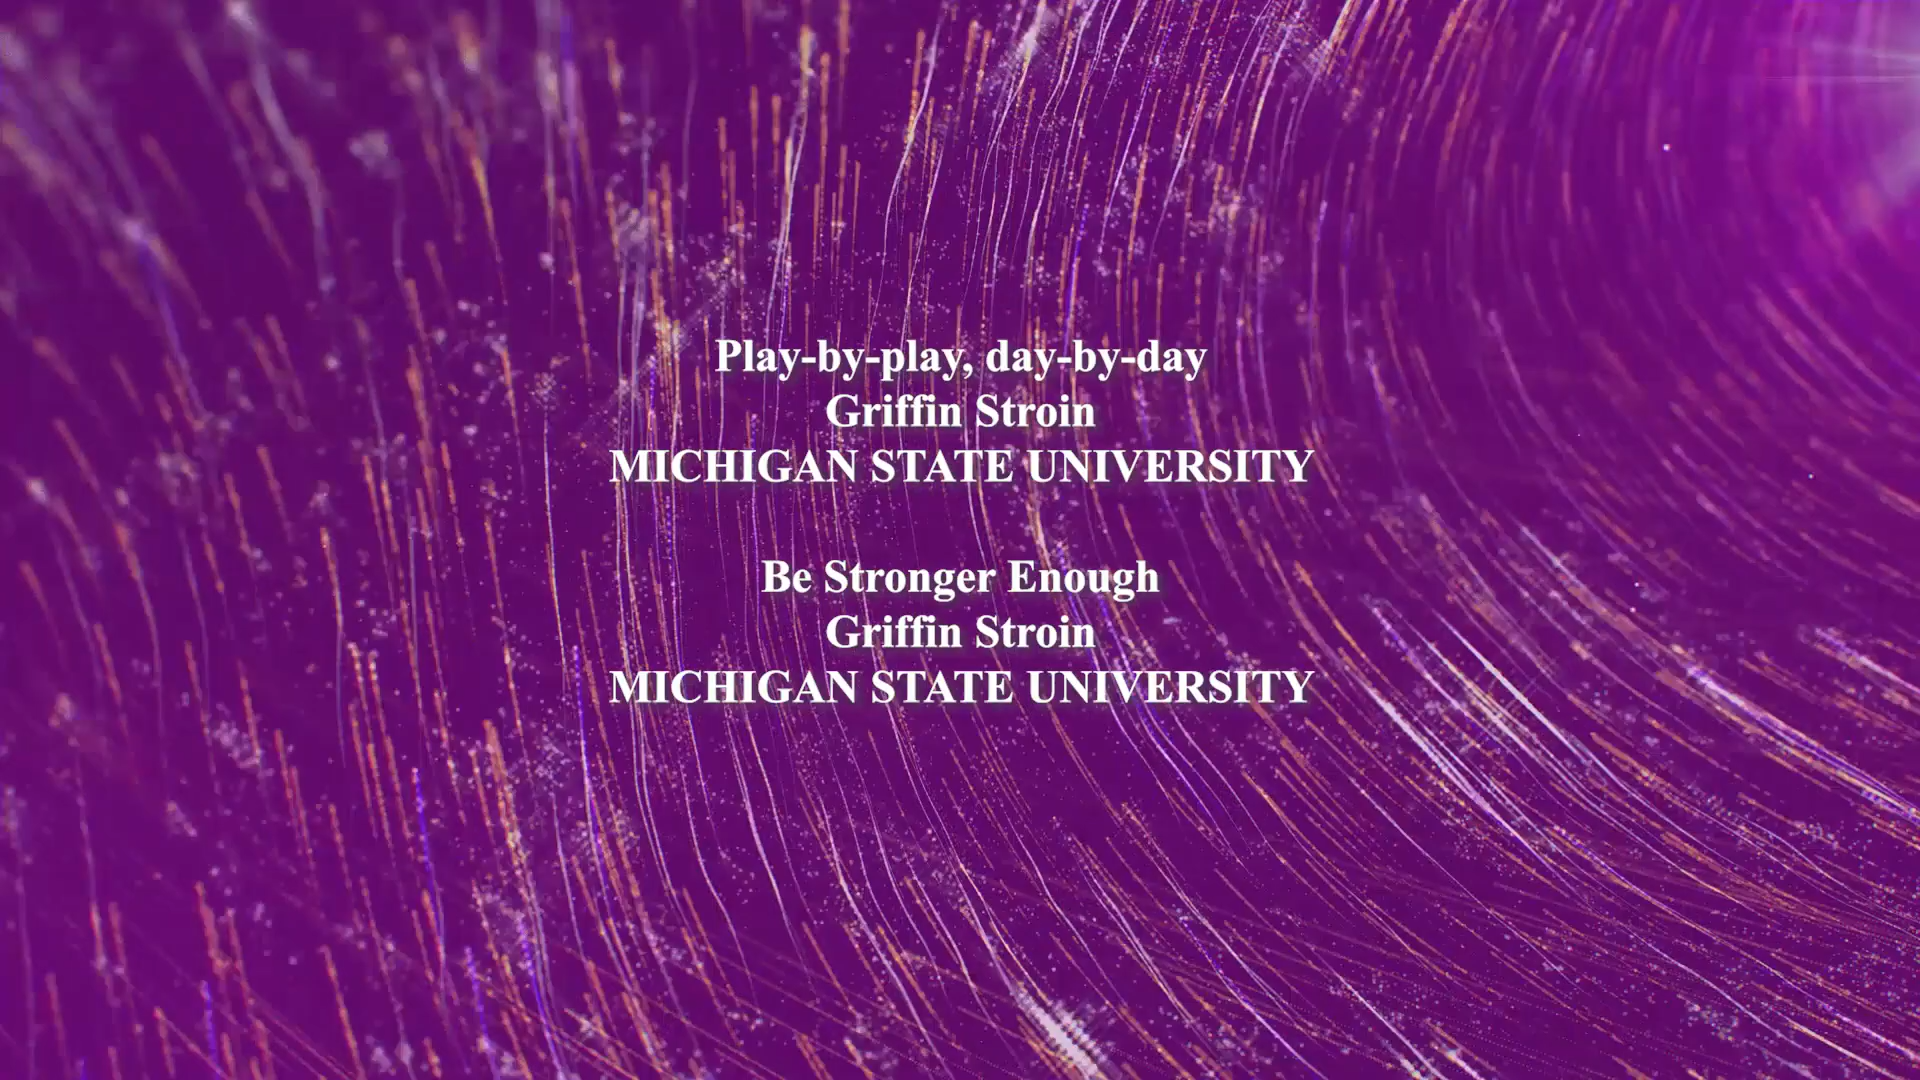 Play-by-play, day-by-day
Griffin Stroin
MICHIGAN STATE UNIVERSITY
Be Stronger Enough
Griffin Stroin
MICHIGAN STATE UNIVERSITY